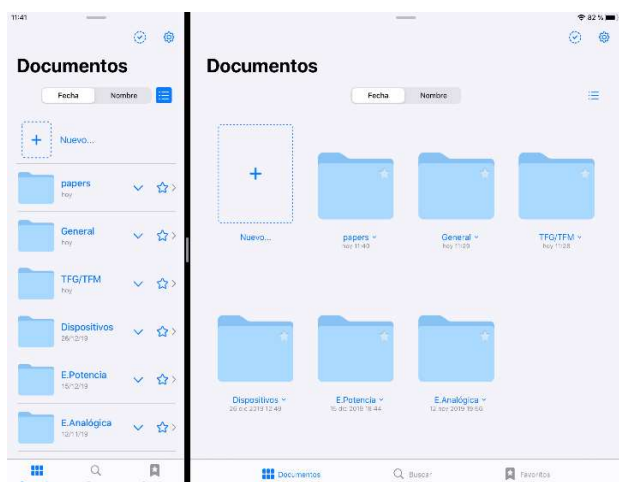 11:41
82 %
Documentos
Fecha
Nombre
Nuevo...
papers
hoy
General
hoy
TFG/TFM
hoy
Dispositivos
26/12/19
E.Potencia
15/12/19
E.Analógica
12/11/19
Documentos
Fecha
Nombre
Nuevo...
papers
hoy 11:40
General
hoy 11:29
TFG/TFM
hoy 11:28
Dispositivos
26 dic 2019 12:49
E.Potencia
15 dic 2019 18:44
E.Analógica
12 nov 2019 19:50
Documentos
Buscar
Favoritos